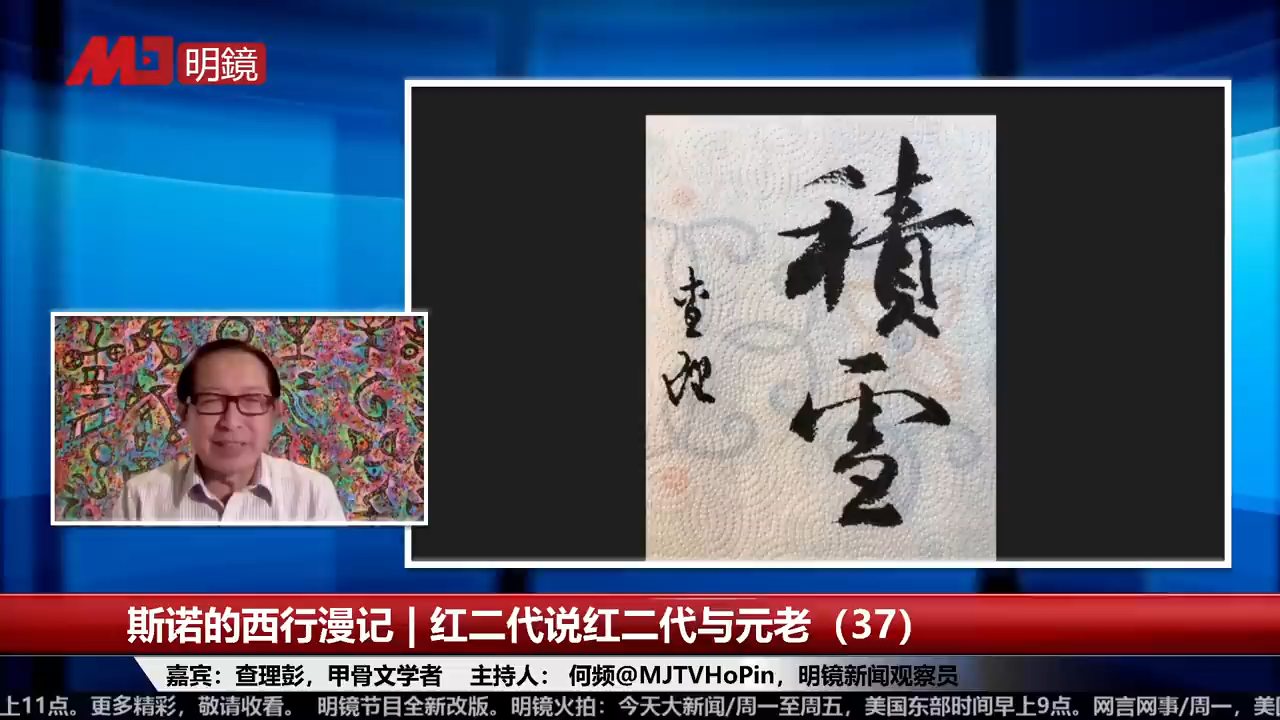 MJ 明鏡
積雪
查理
斯诺的西行漫记 | 红二代说红二代与元老（37）
嘉宾：查理彭，甲骨文学者 主持人： 何频@MJTVHoPin，明镜新闻观察员
上11点。更多精彩，敬请收看。 明镜节目全新改版。明镜火拍：今天大新闻/周一至周五，美国东部时间早上9点。网言网事/周一，美